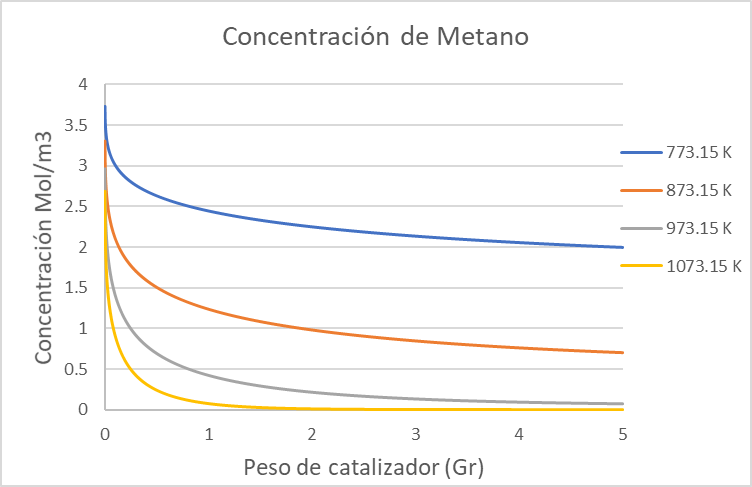 Concentración de Metano
Concentración Mol/m3
4
3.5
3
2.5
2
1.5
1
0.5
0
0 1 2 3 4 5
Peso de catalizador (Gr)
773.15 K
873.15 K
973.15 K
1073.15 K